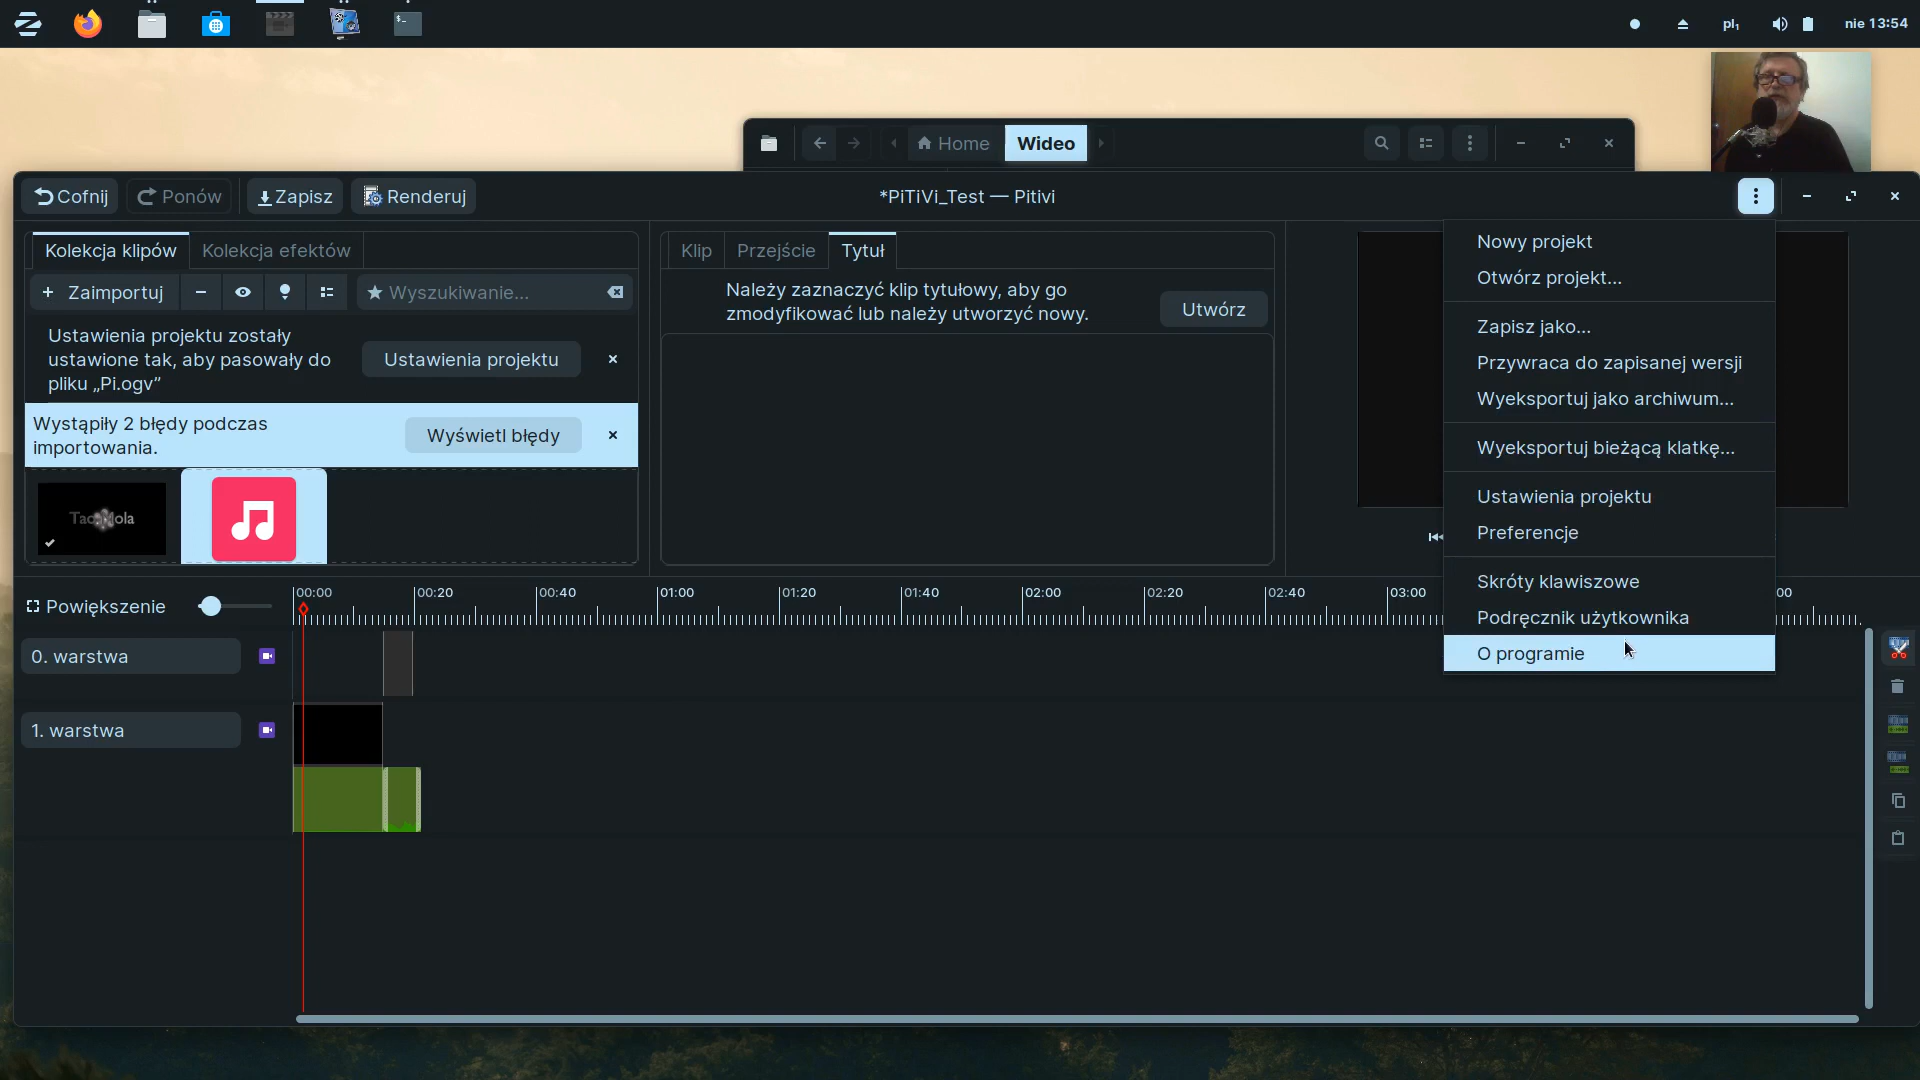 pl₁
nie 13:54
Home
Wideo
Cofnij
Ponów
Zapisz
Renderuj
*PiTiVi_Test — Pitivi
Kolekcja klipów
Kolekcja efektów
Zaimportuj
Wyszukiwanie...
Ustawienia projektu zostały
ustawione tak, aby pasowały do
pliku „Pi.ogv”
Ustawienia projektu
Wystąpiły 2 błędy podczas
importowania.
Wyświetl błędy
Klip
Przejście
Tytuł
Należy zaznaczyć klip tytułowy, aby go
zmodyfikować lub należy utworzyć nowy.
Utwórz
Nowy projekt
Otwórz projekt...
Zapisz jako...
Przywraca do zapisanej wersji
Wyeksportuj jako archiwum...
Wyeksportuj bieżącą klatkę...
Ustawienia projektu
Preferencje
Skróty klawiszowe
Podręcznik użytkownika
O programie
Powiększenie
00:00
00:20
00:40
01:00
01:20
01:40
02:00
02:20
02:40
03:00
00
0. warstwa
1. warstwa